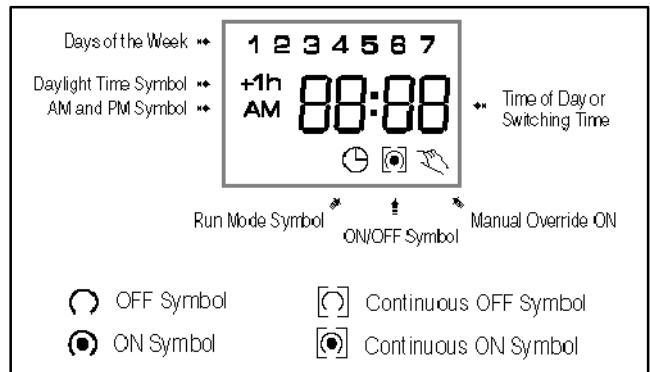 Days of the Week
1 2 3 4 5 6 7
Daylight Time Symbol
+1h
AM and PM Symbol
AM
88:88
Time of Day or
Switching Time
Run Mode Symbol
ON/OFF Symbol
Manual Override ON
OFF Symbol
Continuous OFF Symbol
ON Symbol
Continuous ON Symbol